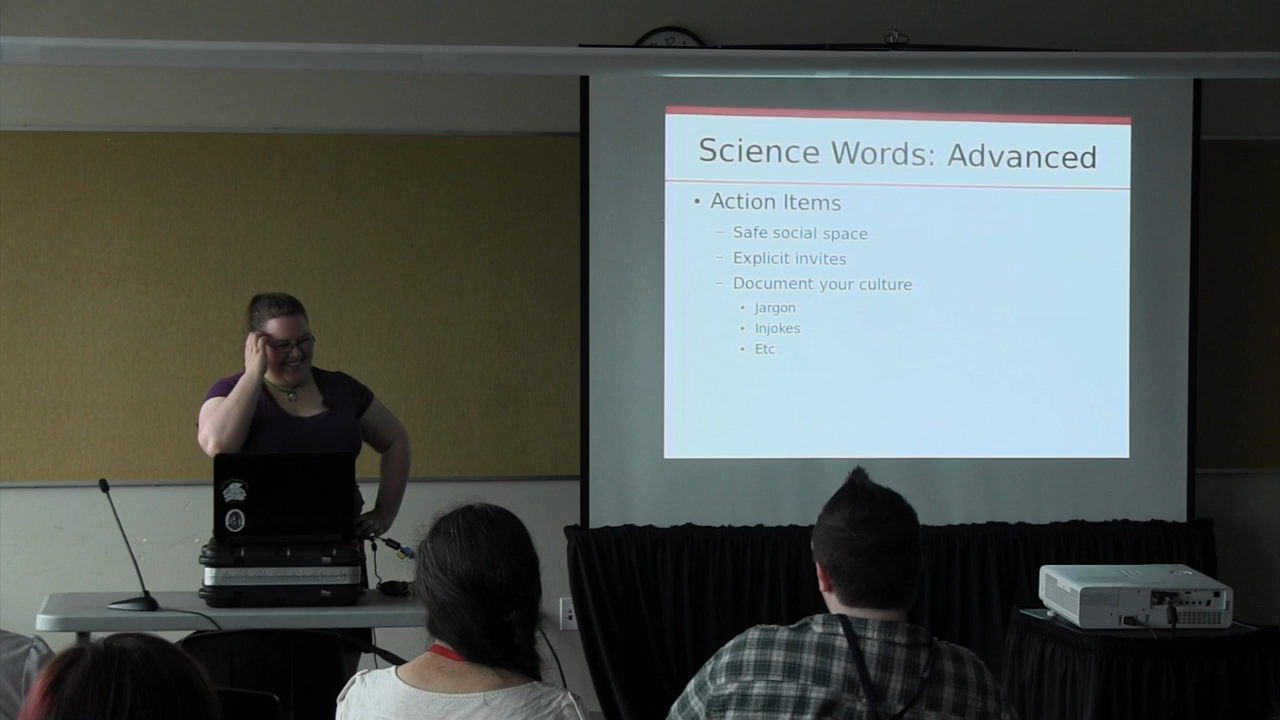 Science Words: Advanced
• Action Items
– Safe social space
– Explicit invites
– Document your culture
• Jargon
• Injokes
• Etc